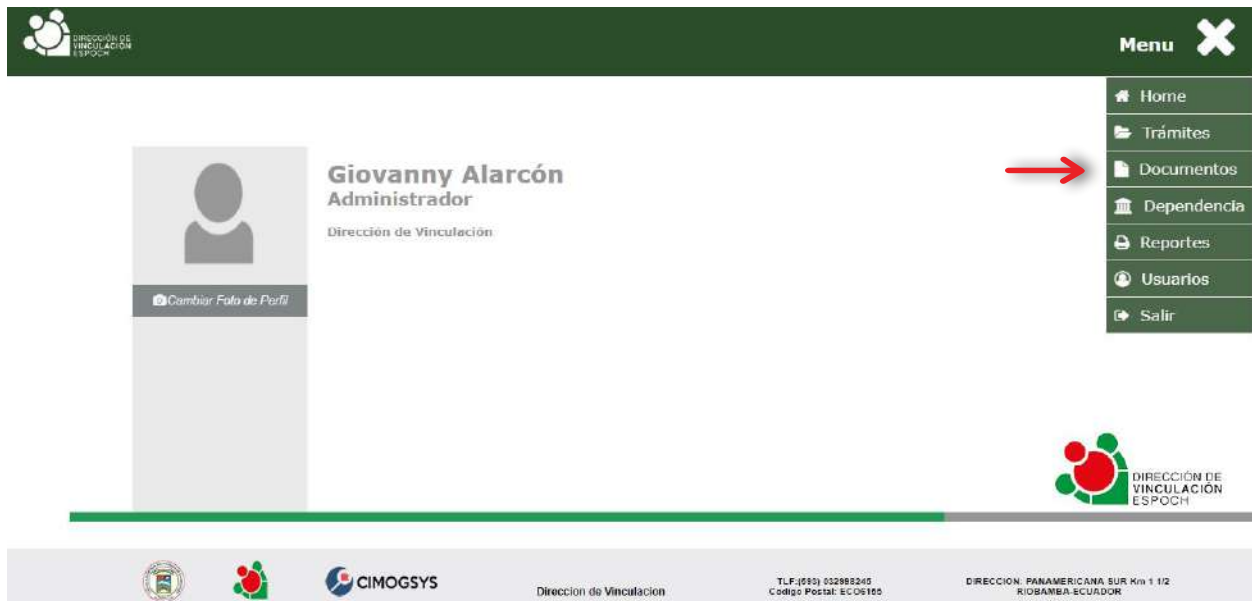 DIRECCIÓN DE
VINCULACIÓN
ESPOCH
Menu
Home
Trámites
Documentos
Dependencia
Reportes
Usuarios
Salir
Giovanny Alarcón
Administrador
Dirección de Vinculación
Cambiar Foto de Perfil
DIRECCIÓN DE
VINCULACIÓN
ESPOCH
CIMOGSYS
Direccion de Vinculacion
TLF:(593) 032998245
Codigo Postal: EC06155
DIRECCION: PANAMERICANA SUR Km 1 1/2
RIOBAMBA-ECUADOR